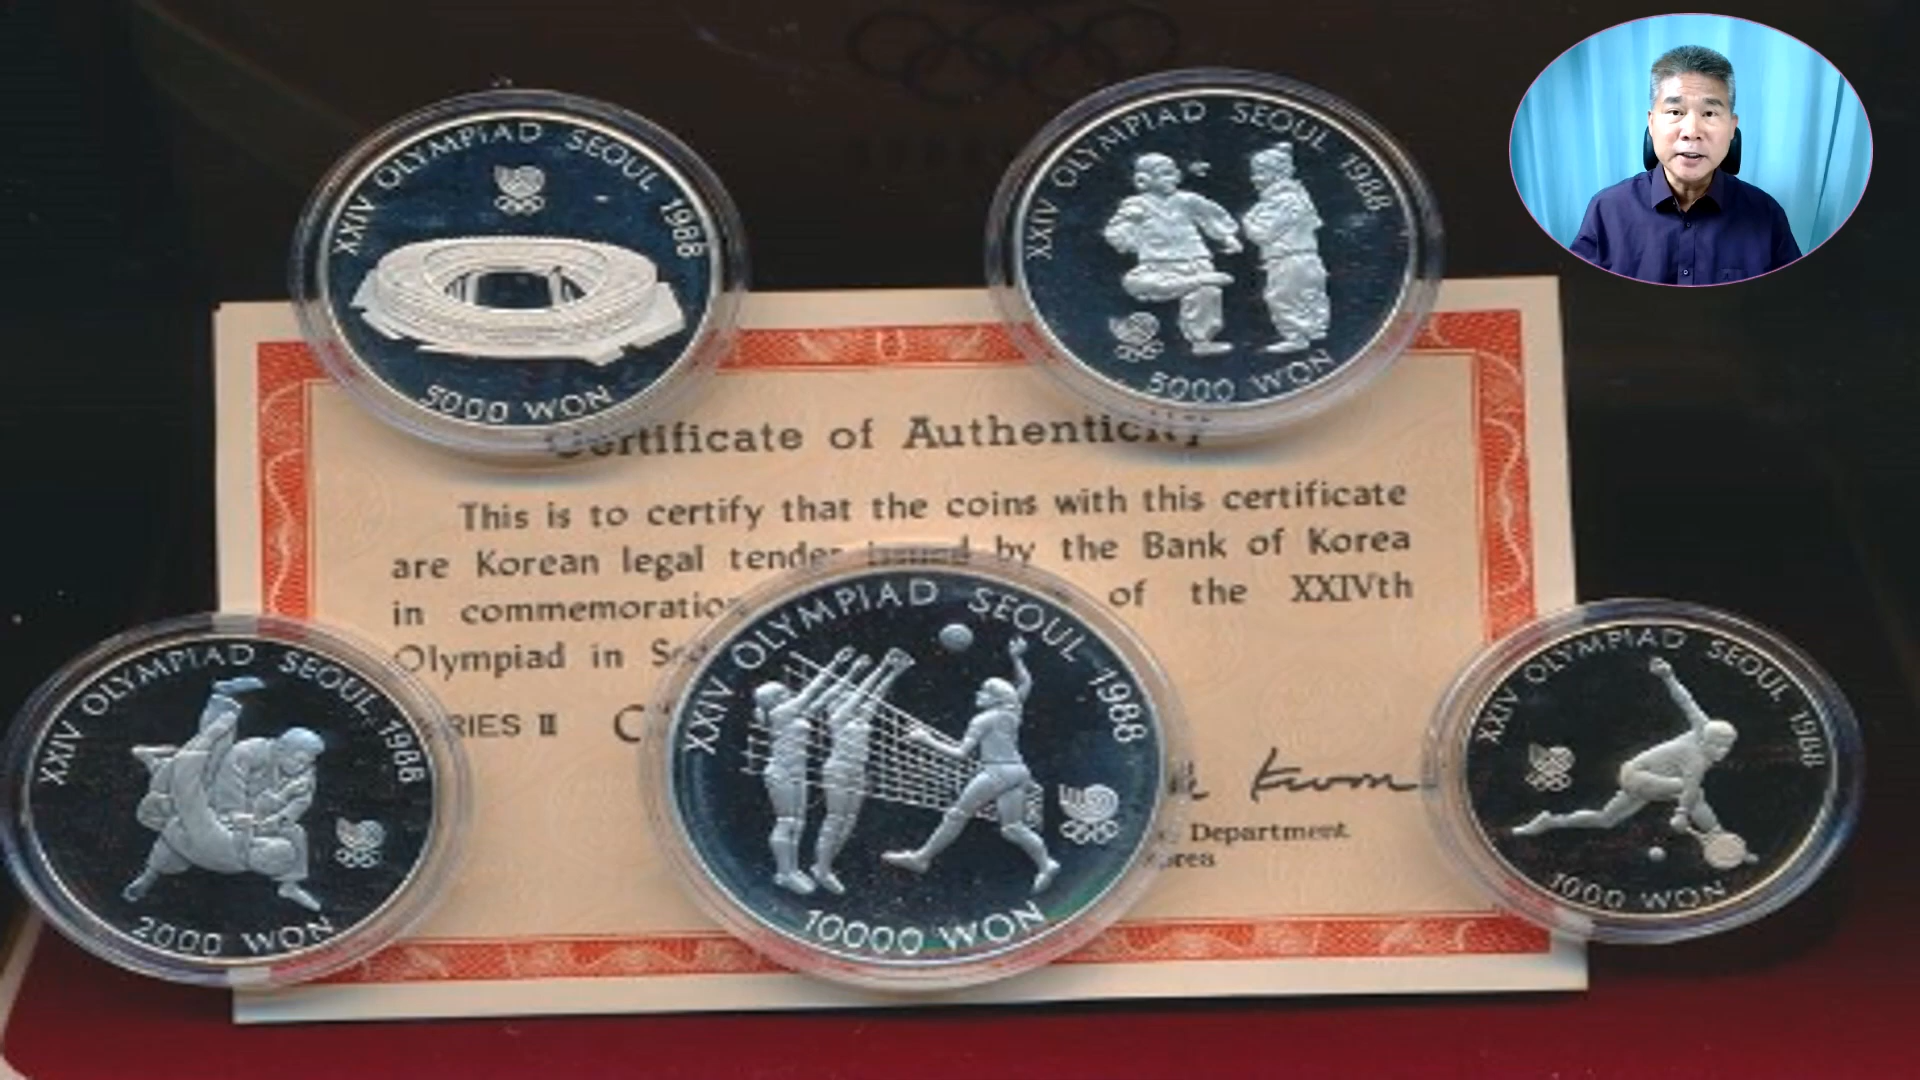 XXIV OLYMPIAD SEOUL 1988
5000 WON
XXIV OLYMPIAD SEOUL 1988
5000 WON
Certificate of Authenticity
This is to certify that the coins with this certificate
are Korean legal tender issued by the Bank of Korea
in commemoration of the XXIVth
Olympiad in
XXIV OLYMPIAD SEOUL 1988
2000 WON
XXIV OLYMPIAD SEOUL 1988
10000 WON
XXIV OLYMPIAD SEOUL 1988
1000 WON
RIES II
Kwon
Department